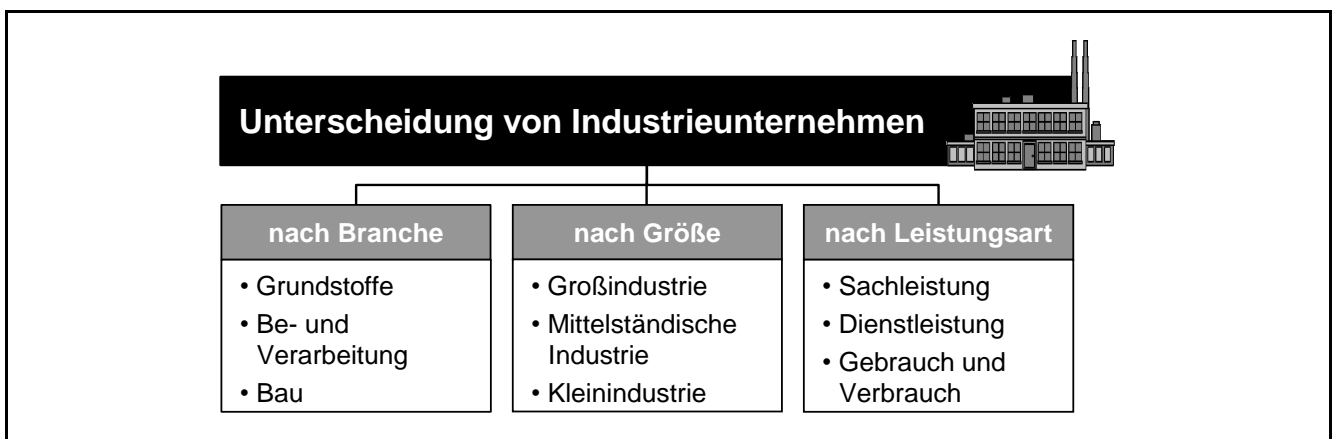 Unterscheidung von Industrieunternehmen
nach Branche
• Grundstoffe
• Be- und
Verarbeitung
• Bau
nach Größe
• Großindustrie
• Mittelständische
Industrie
• Kleinindustrie
nach Leistungsart
• Sachleistung
• Dienstleistung
• Gebrauch und
Verbrauch